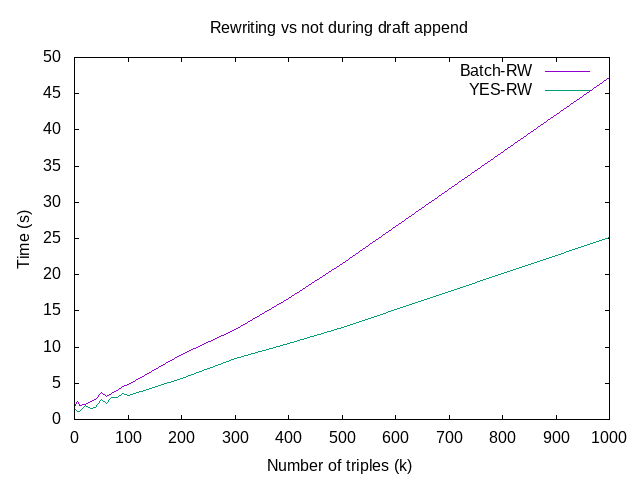 Rewriting vs not during draft append
Batch-RW
YES-RW
50
45
40
35
30
25
20
15
10
5
0
Time (s)
0 100 200 300 400 500 600 700 800 900 1000
Number of triples (k)